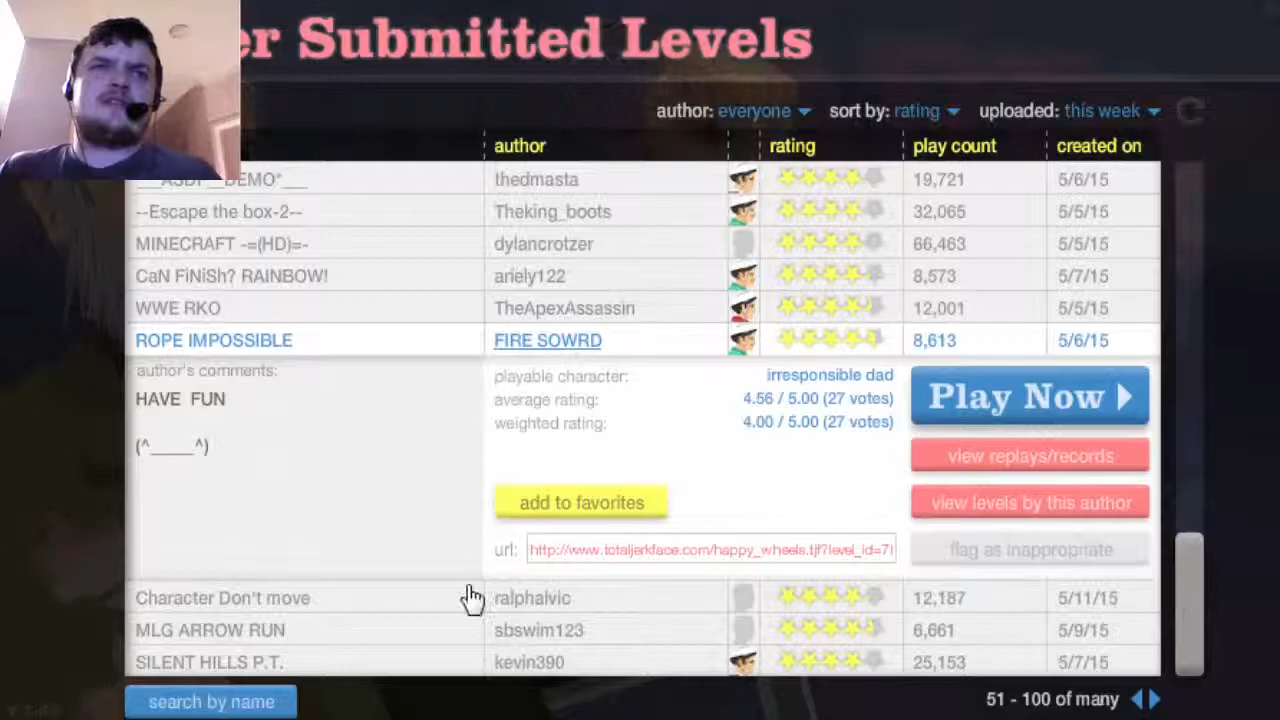 er Submitted Levels
author: everyone sort by: rating uploaded: this week
author rating play count created on
thedmasta 19,721 5/6/15
--Escape the box-2-- Theking_boots 32,065 5/5/15
MINECRAFT -=(HD)=- dylancrotzer 66,463 5/5/15
CaN FiNiSh? RAINBOW! ariely122 8,573 5/7/15
WWE RKO TheApexAssassin 12,001 5/5/15
ROPE IMPOSSIBLE FIRE SOWRD 8,613 5/6/15
author's comments:
HAVE FUN
(^____^)
playable character: irresponsible dad
average rating: 4.56 / 5.00 (27 votes)
weighted rating: 4.00 / 5.00 (27 votes)
Play Now
view replays/records
add to favorites
view levels by this author
url: http://www.totaljerkface.com/happy_wheels.tjf?level_id=7
flag as inappropriate
Character Don't move ralphalvic 12,187 5/11/15
MLG ARROW RUN sbswim123 6,661 5/9/15
SILENT HILLS P.T. kevin390 25,153 5/7/15
search by name
51 - 100 of many